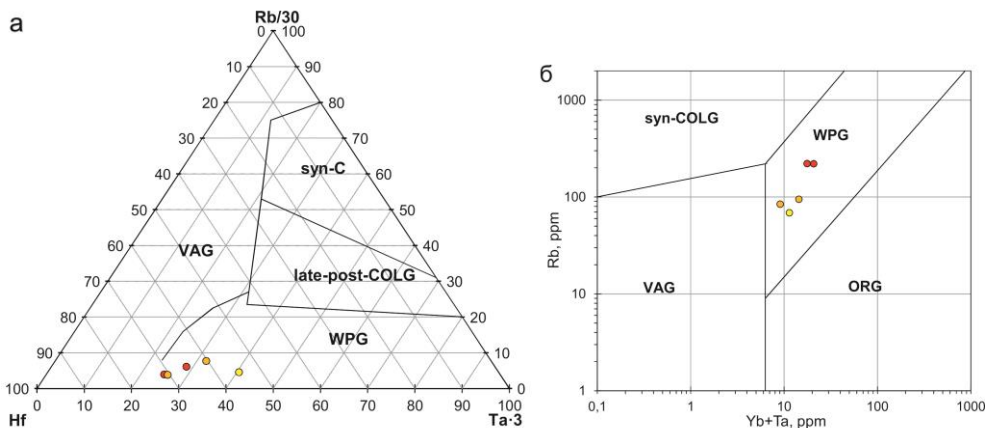 а
Rb/30
0 100
10 90
20 80
30 70
syn-C
40 60
50 50
60 VAG 40
70 late-post-COLG 30
80 20
WPG
90 10
100 0
0 10 20 30 40 50 60 70 80 90 100
Hf Ta·3
б
1000
syn-COLG WPG
100
Rb, ppm
10
VAG ORG
1
0,1 1 10 100 1000
Yb+Ta, ppm